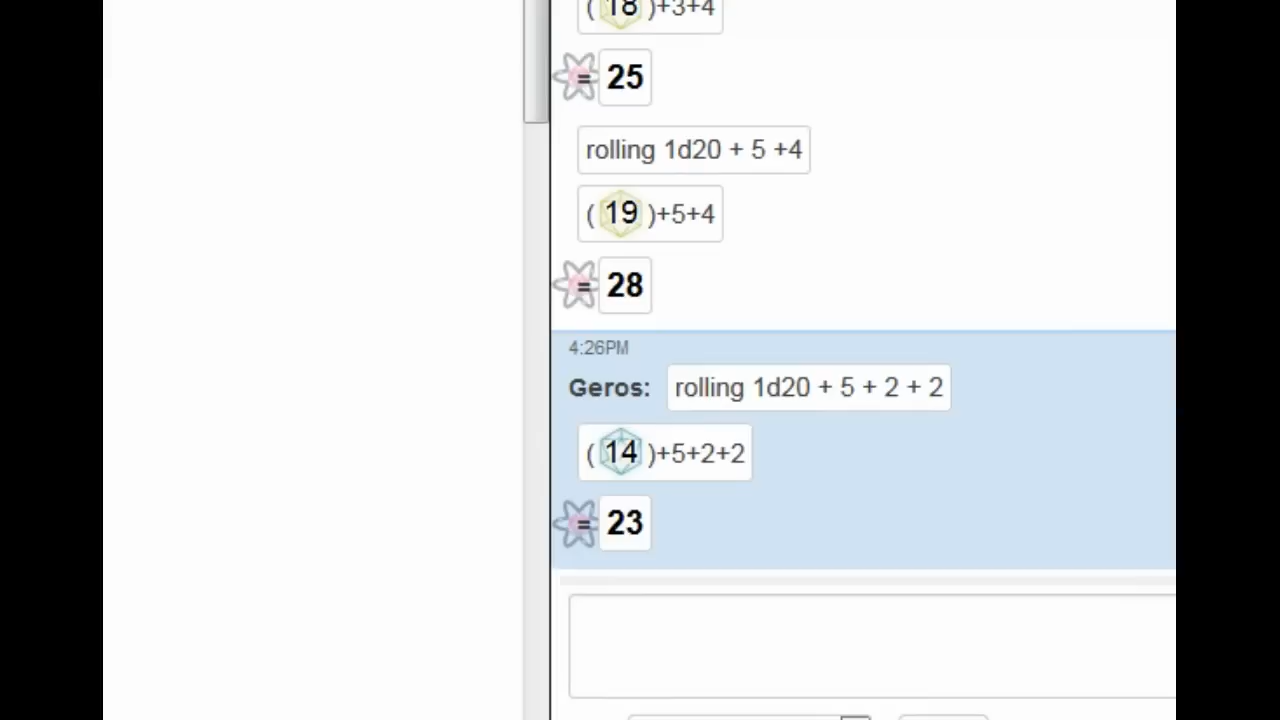 (18)+3+4
= 25
rolling 1d20 + 5 +4
(19)+5+4
= 28
4:26PM
Geros: rolling 1d20 + 5 + 2 + 2
(14)+5+2+2
= 23